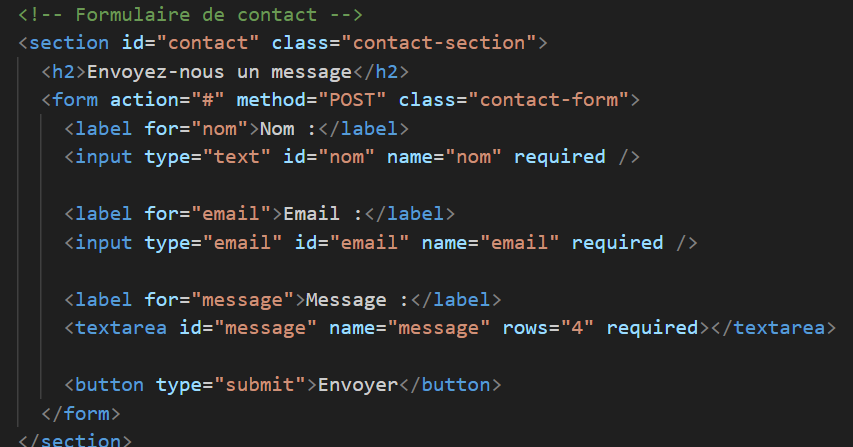 <!-- Formulaire de contact -->
<section id="contact" class="contact-section">
<h2>Envoyez-nous un message</h2>
<form action="#" method="POST" class="contact-form">
<label for="nom">Nom :</label>
<input type="text" id="nom" name="nom" required />
<label for="email">Email :</label>
<input type="email" id="email" name="email" required />
<label for="message">Message :</label>
<textarea id="message" name="message" rows="4" required></textarea>
<button type="submit">Envoyer</button>
</form>
</section>